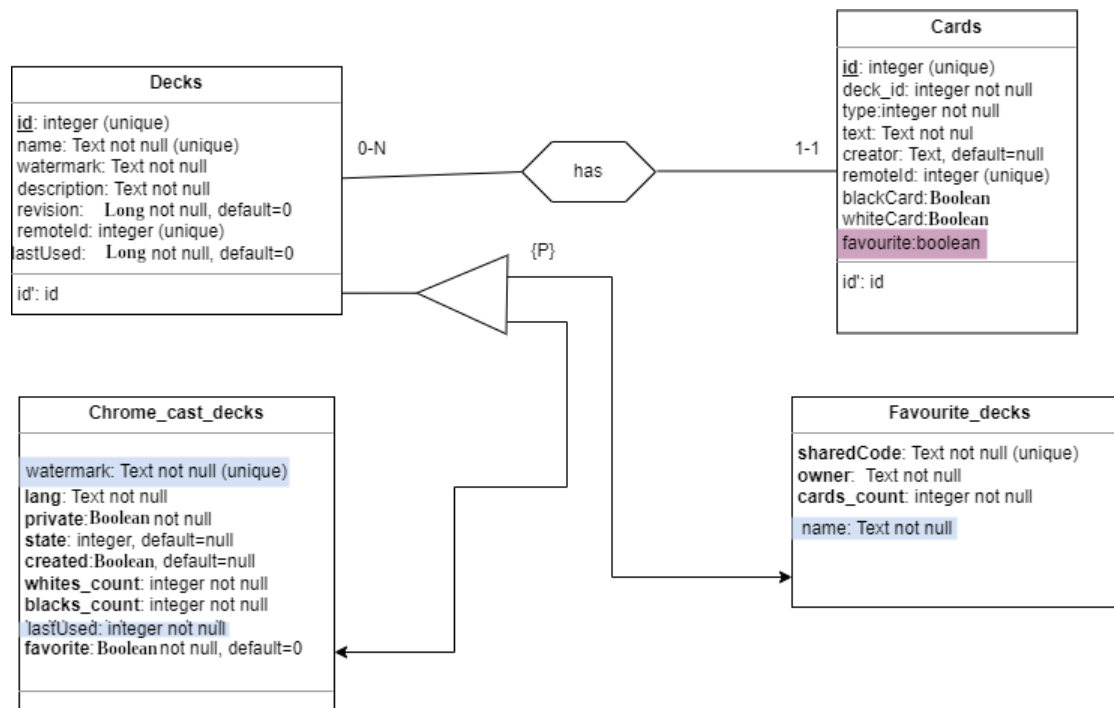 Decks
id: integer (unique)
name: Text not null (unique)
watermark: Text not null
description: Text not null
revision: Long not null, default=0
remoteId: integer (unique)
lastUsed: Long not null, default=0
id': id
0-N
has
1-1
Cards
id: integer (unique)
deck_id: integer not null
type:integer not null
text: Text not nul
creator: Text, default=null
remoteId: integer (unique)
blackCard:Boolean
whiteCard:Boolean
favourite:boolean
id': id
{P}
Chrome_cast_decks
watermark: Text not null (unique)
lang: Text not null
private:Boolean not null
state: integer, default=null
created:Boolean, default=null
whites_count: integer not null
blacks_count: integer not null
lastUsed: integer not null
favorite:Boolean not null, default=0
Favourite_decks
sharedCode: Text not null (unique)
owner: Text not null
cards_count: integer not null
name: Text not null